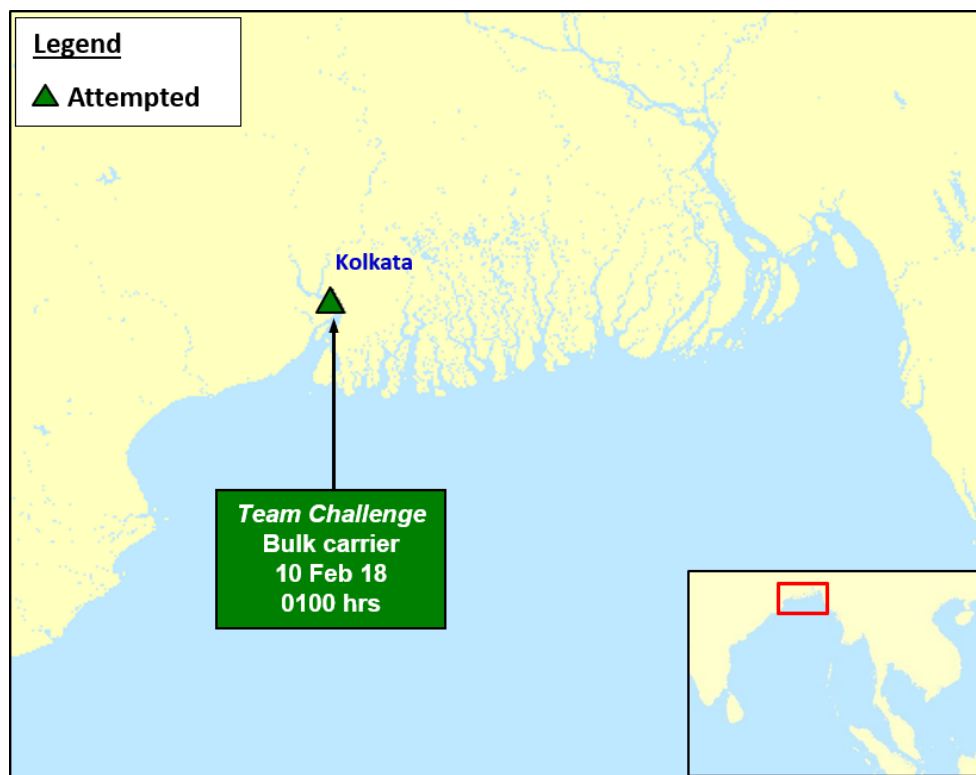 Legend
Attempted
Kolkata
Team Challenge
Bulk carrier
10 Feb 18
0100 hrs